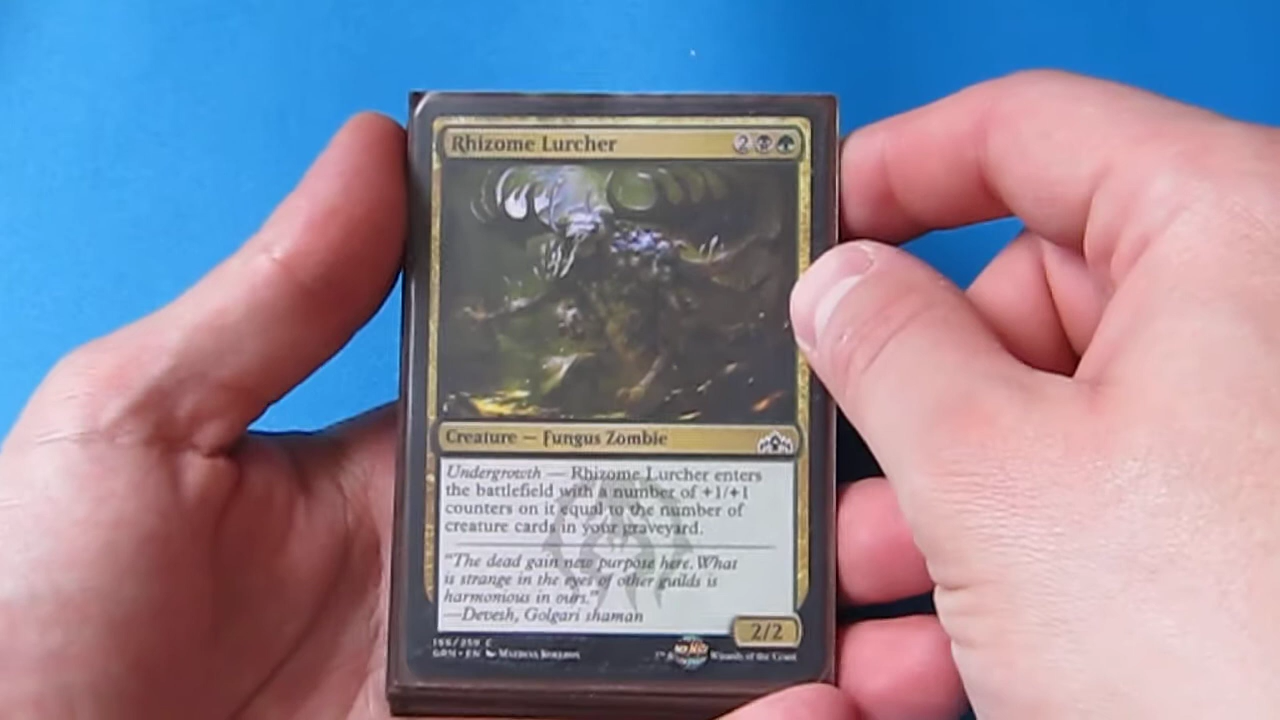 Rhizome Lurcher 2
Creature — Fungus Zombie
Undergrowth — Rhizome Lurcher enters
the battlefield with a number of +1/+1
counters on it equal to the number of
creature cards in your graveyard.
"The dead gain new purpose here. What
is strange in the eyes of other guilds is
harmonious in ours."
—Devesh, Golgari shaman
2/2
/259 C
GRN • EN
Wizards of the Coast